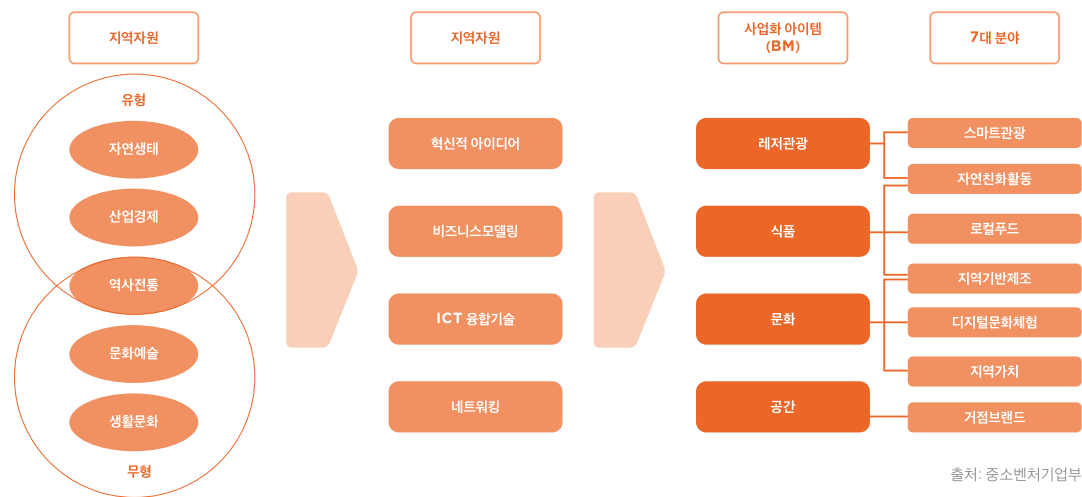 지역자원
유형
자연생태
산업경제
역사전통
문화예술
생활문화
무형
지역자원
혁신적 아이디어
비즈니스모델링
ICT 융합기술
네트워킹
사업화 아이템
(BM)
레저관광
식품
문화
공간
7대 분야
스마트관광
자연친화활동
로컬푸드
지역기반제조
디지털문화체험
지역가치
거점브랜드
출처: 중소벤처기업부